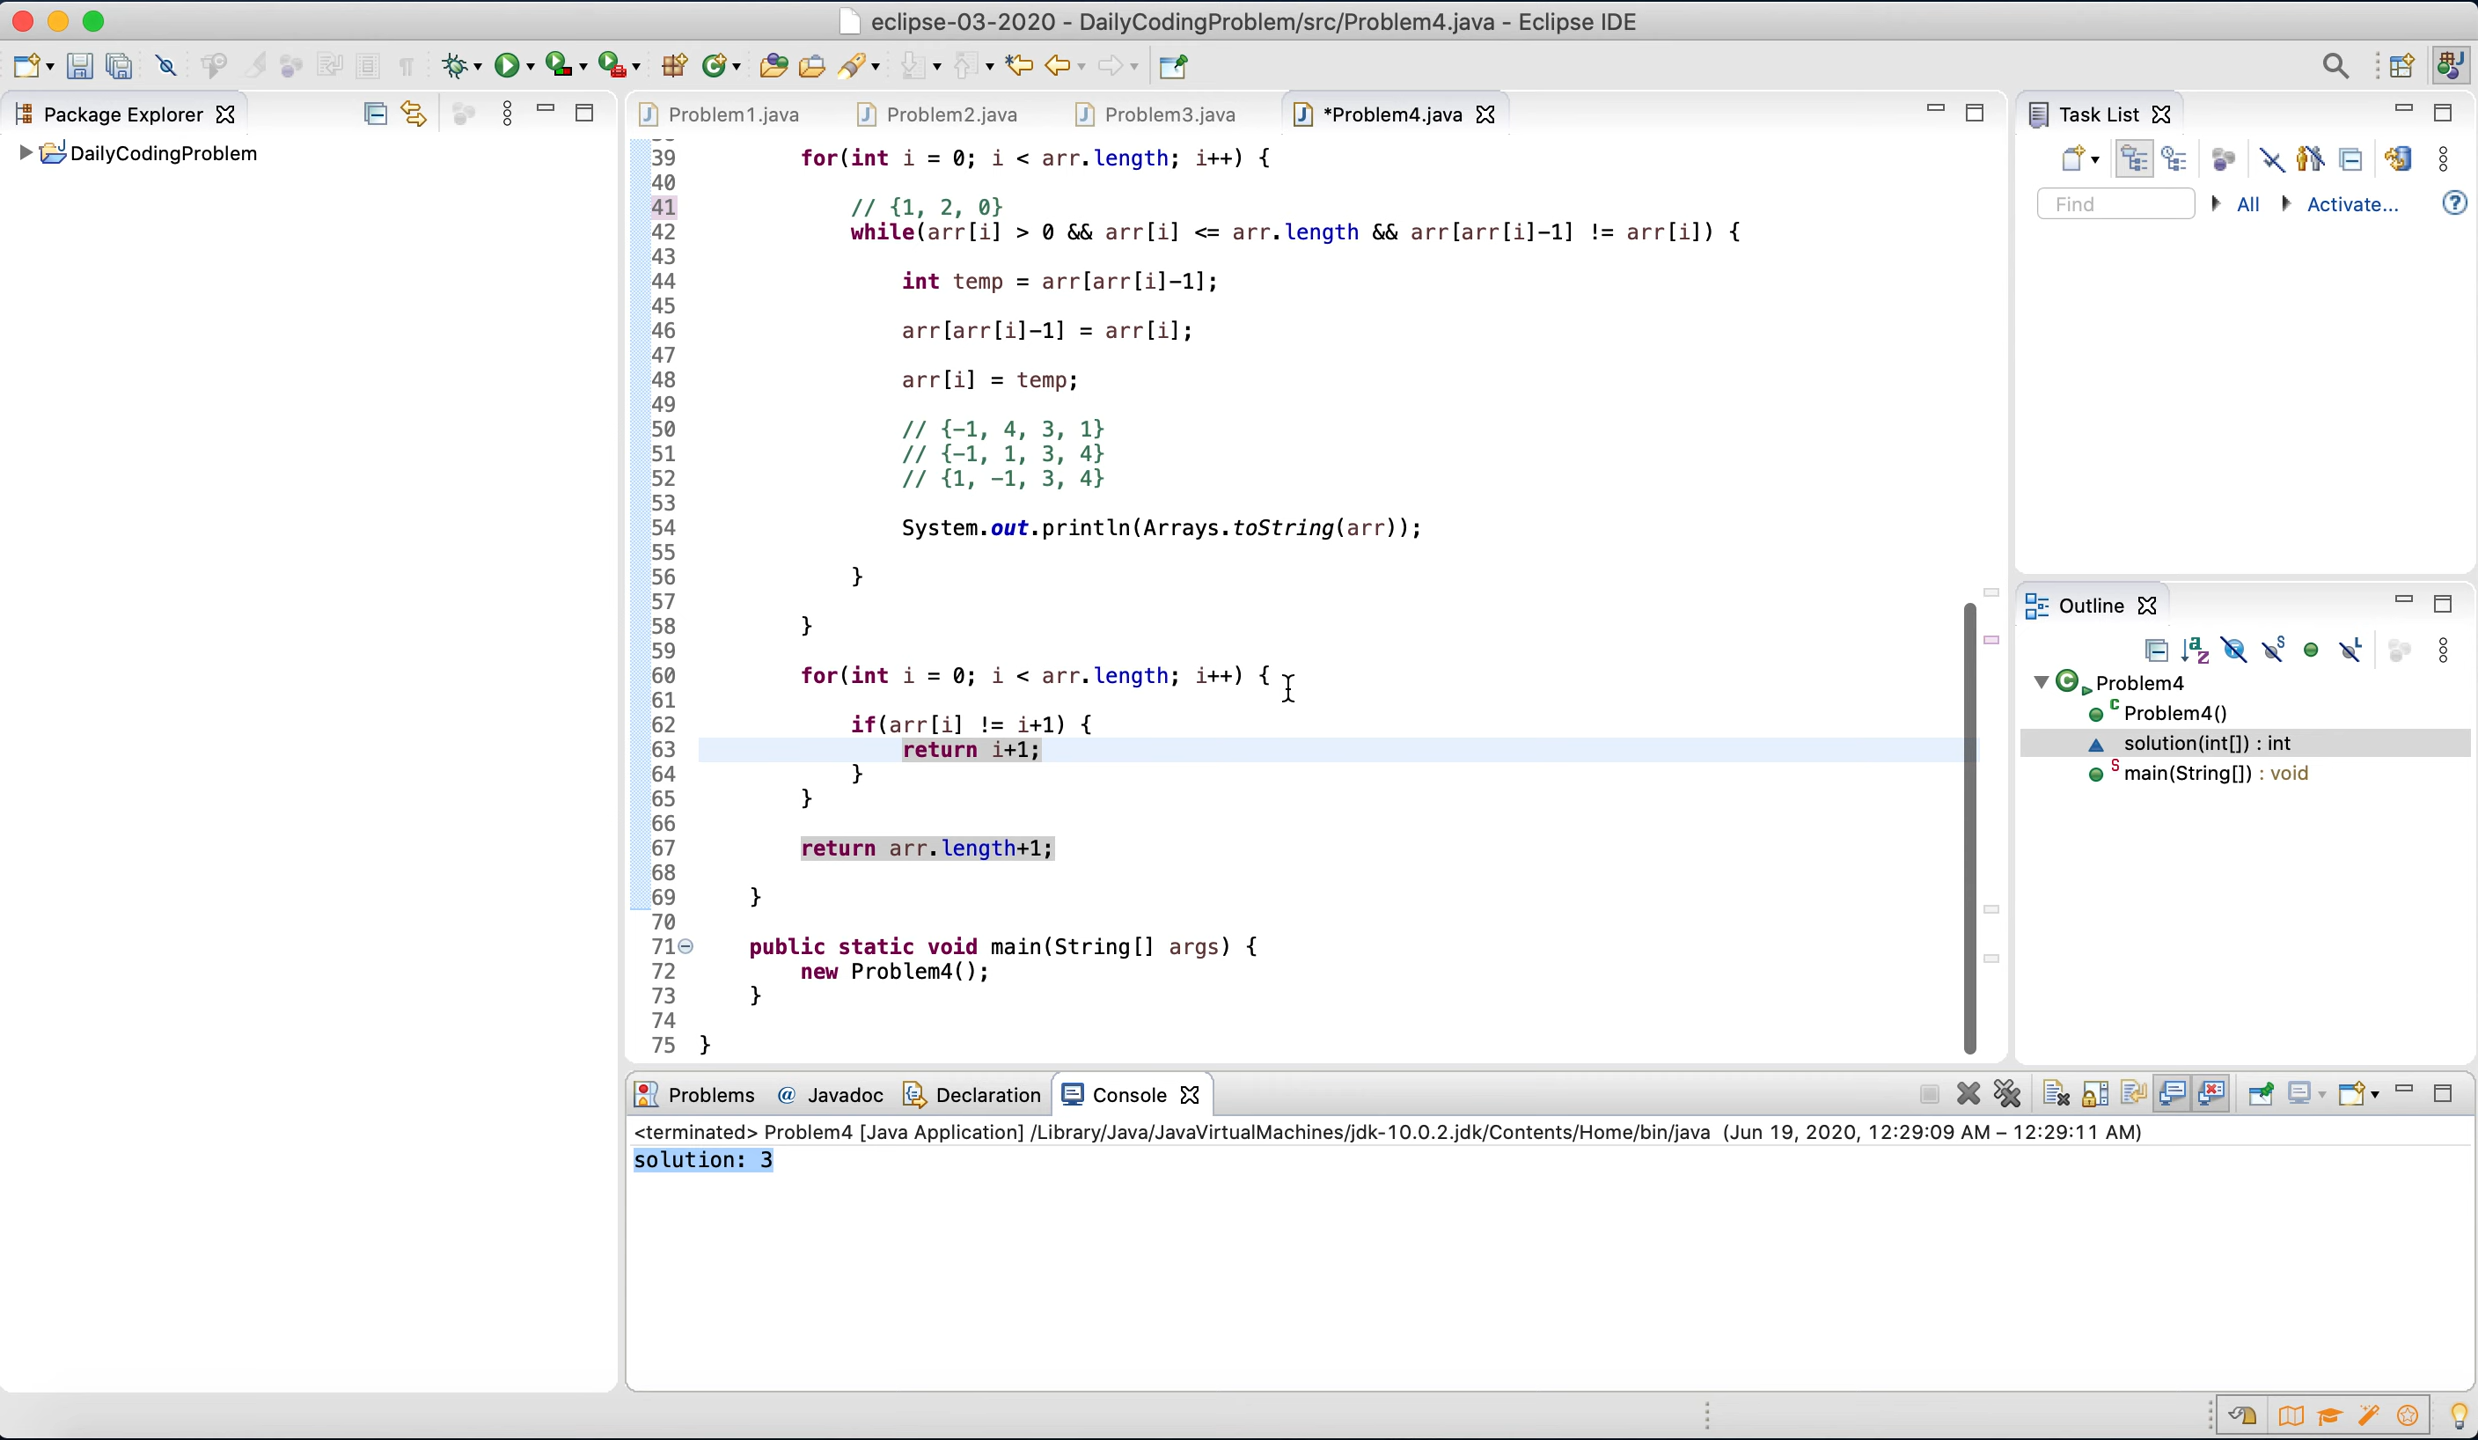 eclipse-03-2020 - DailyCodingProblem/src/Problem4.java - Eclipse IDE
Package Explorer
DailyCodingProblem
Problem1.java
Problem2.java
Problem3.java
*Problem4.java
39 for(int i = 0; i < arr.length; i++) {
40
41 // {1, 2, 0}
42 while(arr[i] > 0 && arr[i] <= arr.length && arr[arr[i]-1] != arr[i]) {
43
44 int temp = arr[arr[i]-1];
45
46 arr[arr[i]-1] = arr[i];
47
48 arr[i] = temp;
49
50 // {-1, 4, 3, 1}
51 // {-1, 1, 3, 4}
52 // {1, -1, 3, 4}
53
54 System.out.println(Arrays.toString(arr));
55
56 }
57
58 }
59
60 for(int i = 0; i < arr.length; i++) {
61
62 if(arr[i] != i+1) {
63 return i+1;
64 }
65 }
66
67 return arr.length+1;
68
69 }
70
71 public static void main(String[] args) {
72 new Problem4();
73 }
74
75 }
Task List
Find
All
Activate...
Outline
Problem4
Problem4()
solution(int[]) : int
main(String[]) : void
Problems
Javadoc
Declaration
Console
<terminated> Problem4 [Java Application] /Library/Java/JavaVirtualMachines/jdk-10.0.2.jdk/Contents/Home/bin/java (Jun 19, 2020, 12:29:09 AM – 12:29:11 AM)
solution: 3